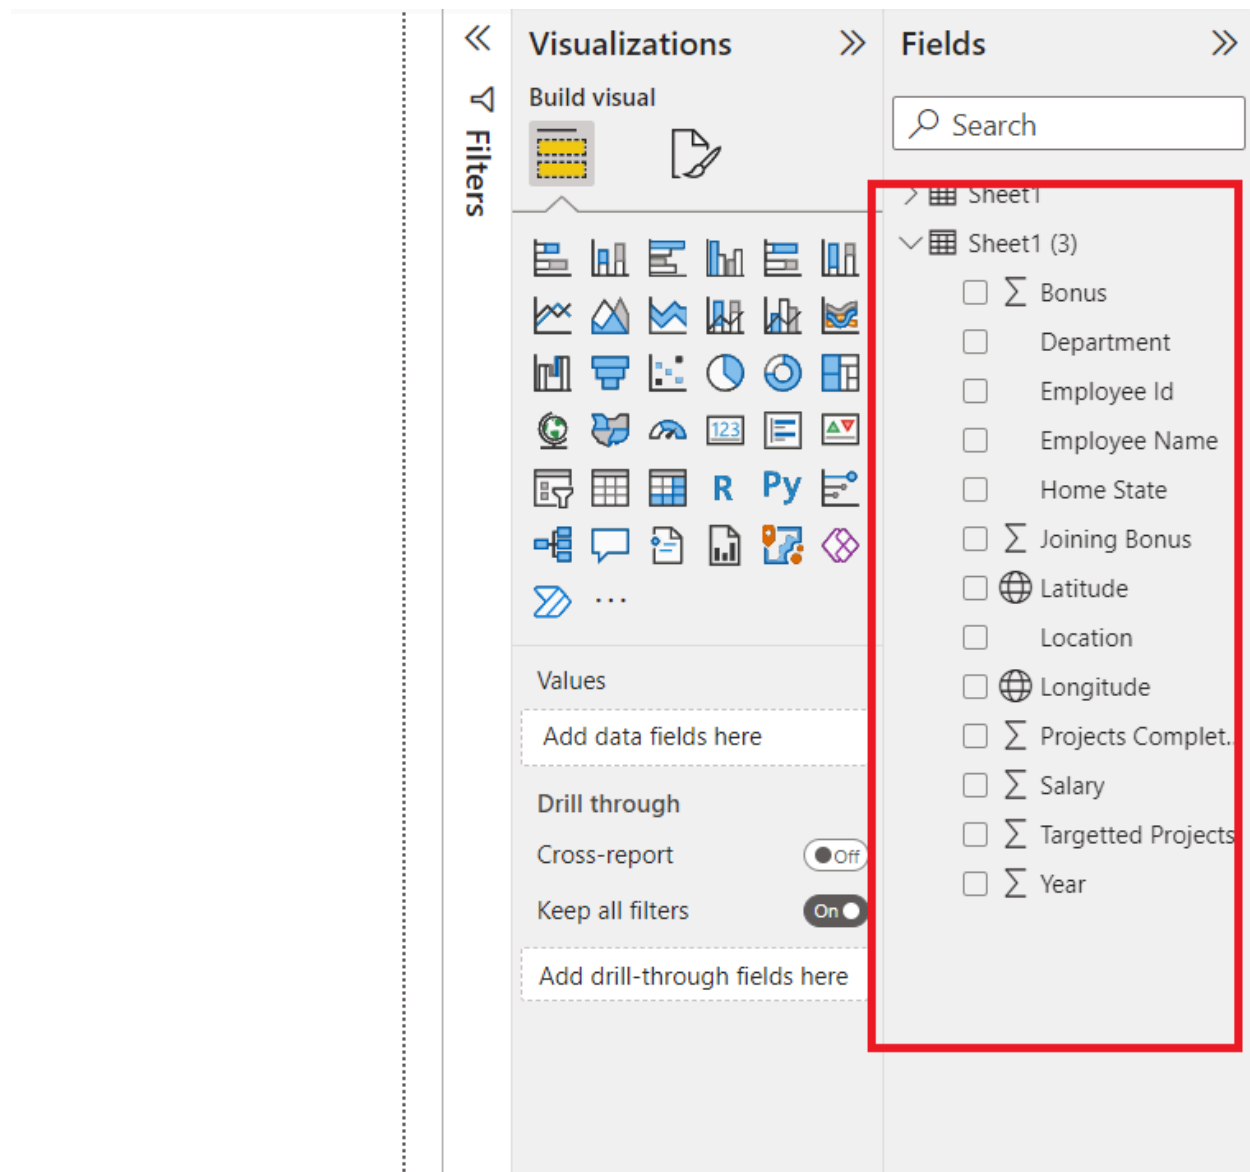 Filters
Visualizations
Build visual
123
R
Py
Values
Add data fields here
Drill through
Cross-report
Off
Keep all filters
On
Add drill-through fields here
Fields
Search
Sheet1
Sheet1 (3)
Σ Bonus
Department
Employee Id
Employee Name
Home State
Σ Joining Bonus
Latitude
Location
Longitude
Σ Projects Complet..
Σ Salary
Σ Targetted Projects
Σ Year